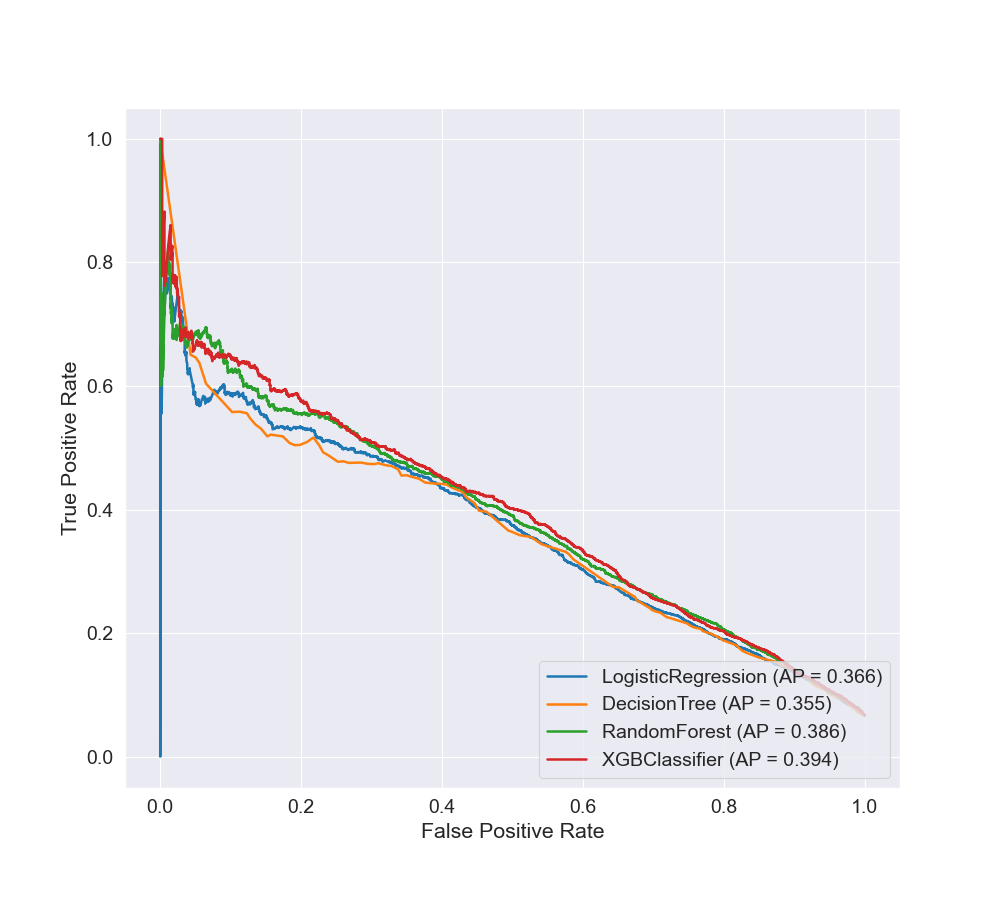 1.0
0.8
0.6
0.4
0.2
0.0
True Positive Rate
LogisticRegression (AP = 0.366)
DecisionTree (AP = 0.355)
RandomForest (AP = 0.386)
XGBClassifier (AP = 0.394)
0.0 0.2 0.4 0.6 0.8 1.0
False Positive Rate